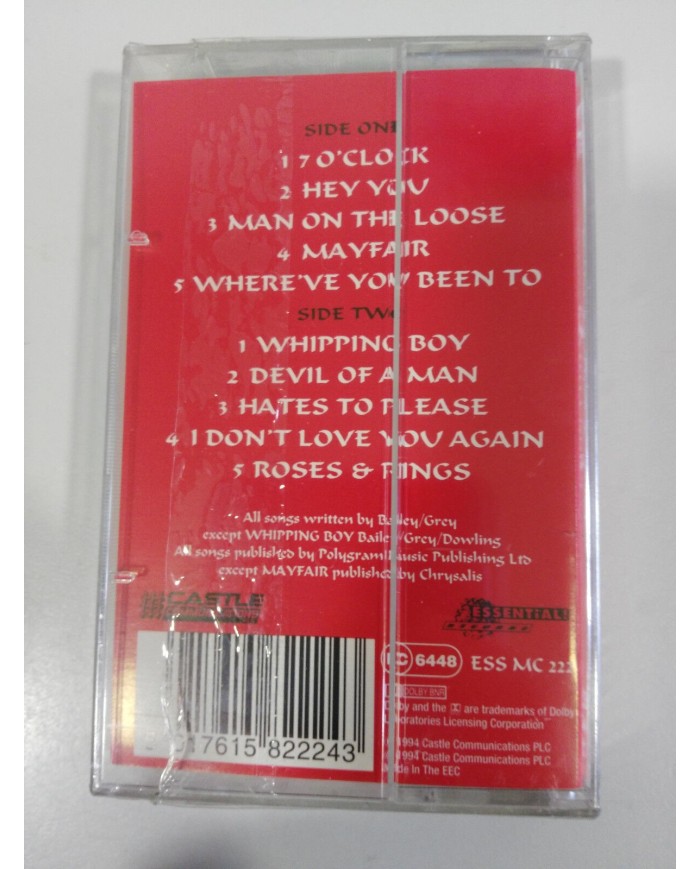 SIDE ONE
1 7 O'CLOCK
2 HEY YOU
3 MAN ON THE LOOSE
4 MAYFAIR
5 WHERE'VE YOU BEEN TO
SIDE TWO
1 WHIPPING BOY
2 DEVIL OF A MAN
3 HATES TO PLEASE
4 I DON'T LOVE YOU AGAIN
5 ROSES & RINGS
All songs written by Bailey/Grey
except WHIPPING BOY Bailey/Grey/Dowling
All songs published by Polygram Music Publishing Ltd
except MAYFAIR published by Chrysalis
CASTLE
ESSENTIAL!
6448 ESS MC 222
DOLBY BNR
Dolby and the are trademarks of Dolby
Laboratories Licensing Corporation
1994 Castle Communications PLC
1994 Castle Communications PLC
Made In The EEC
17615 822243